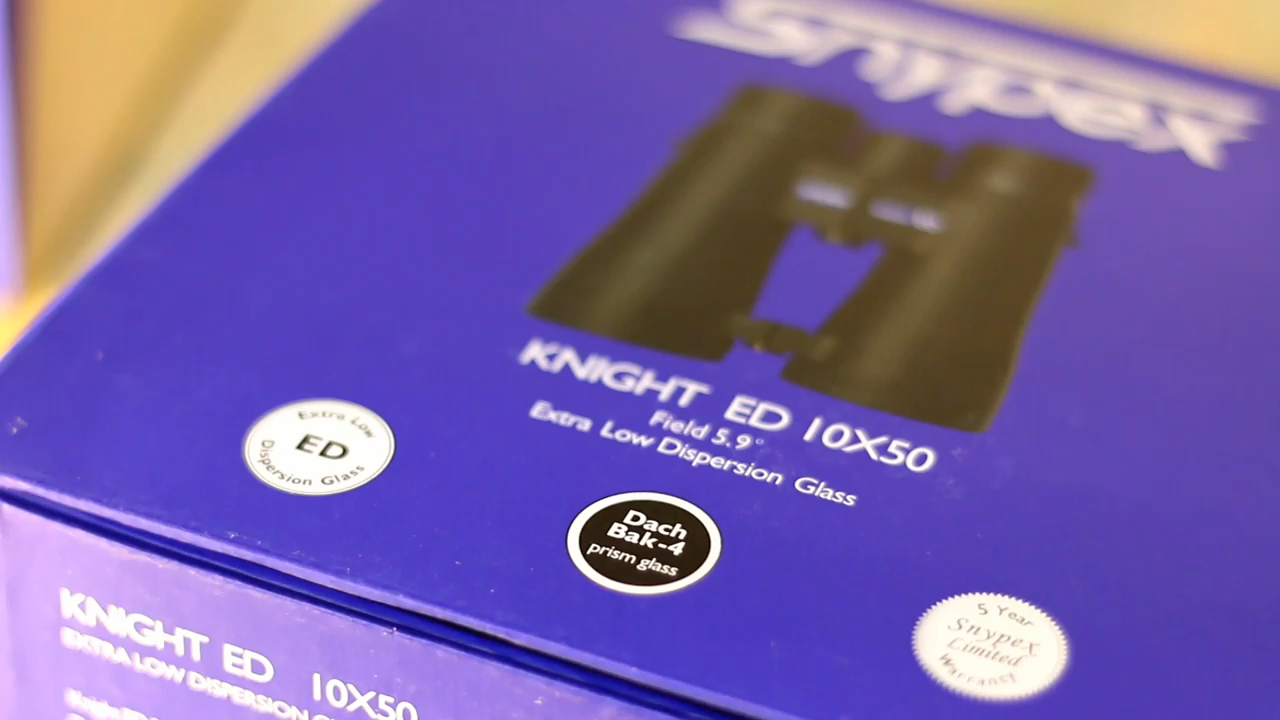 Snypex
KNIGHT ED 10X50
Field 5.9°
Extra Low Dispersion Glass
Extra Low
ED
Dispersion Glass
Dach
Bak-4
prism glass
5 Year
Snypex
Limited
Warranty
KNIGHT ED 10X50
EXTRA LOW DISPERSION